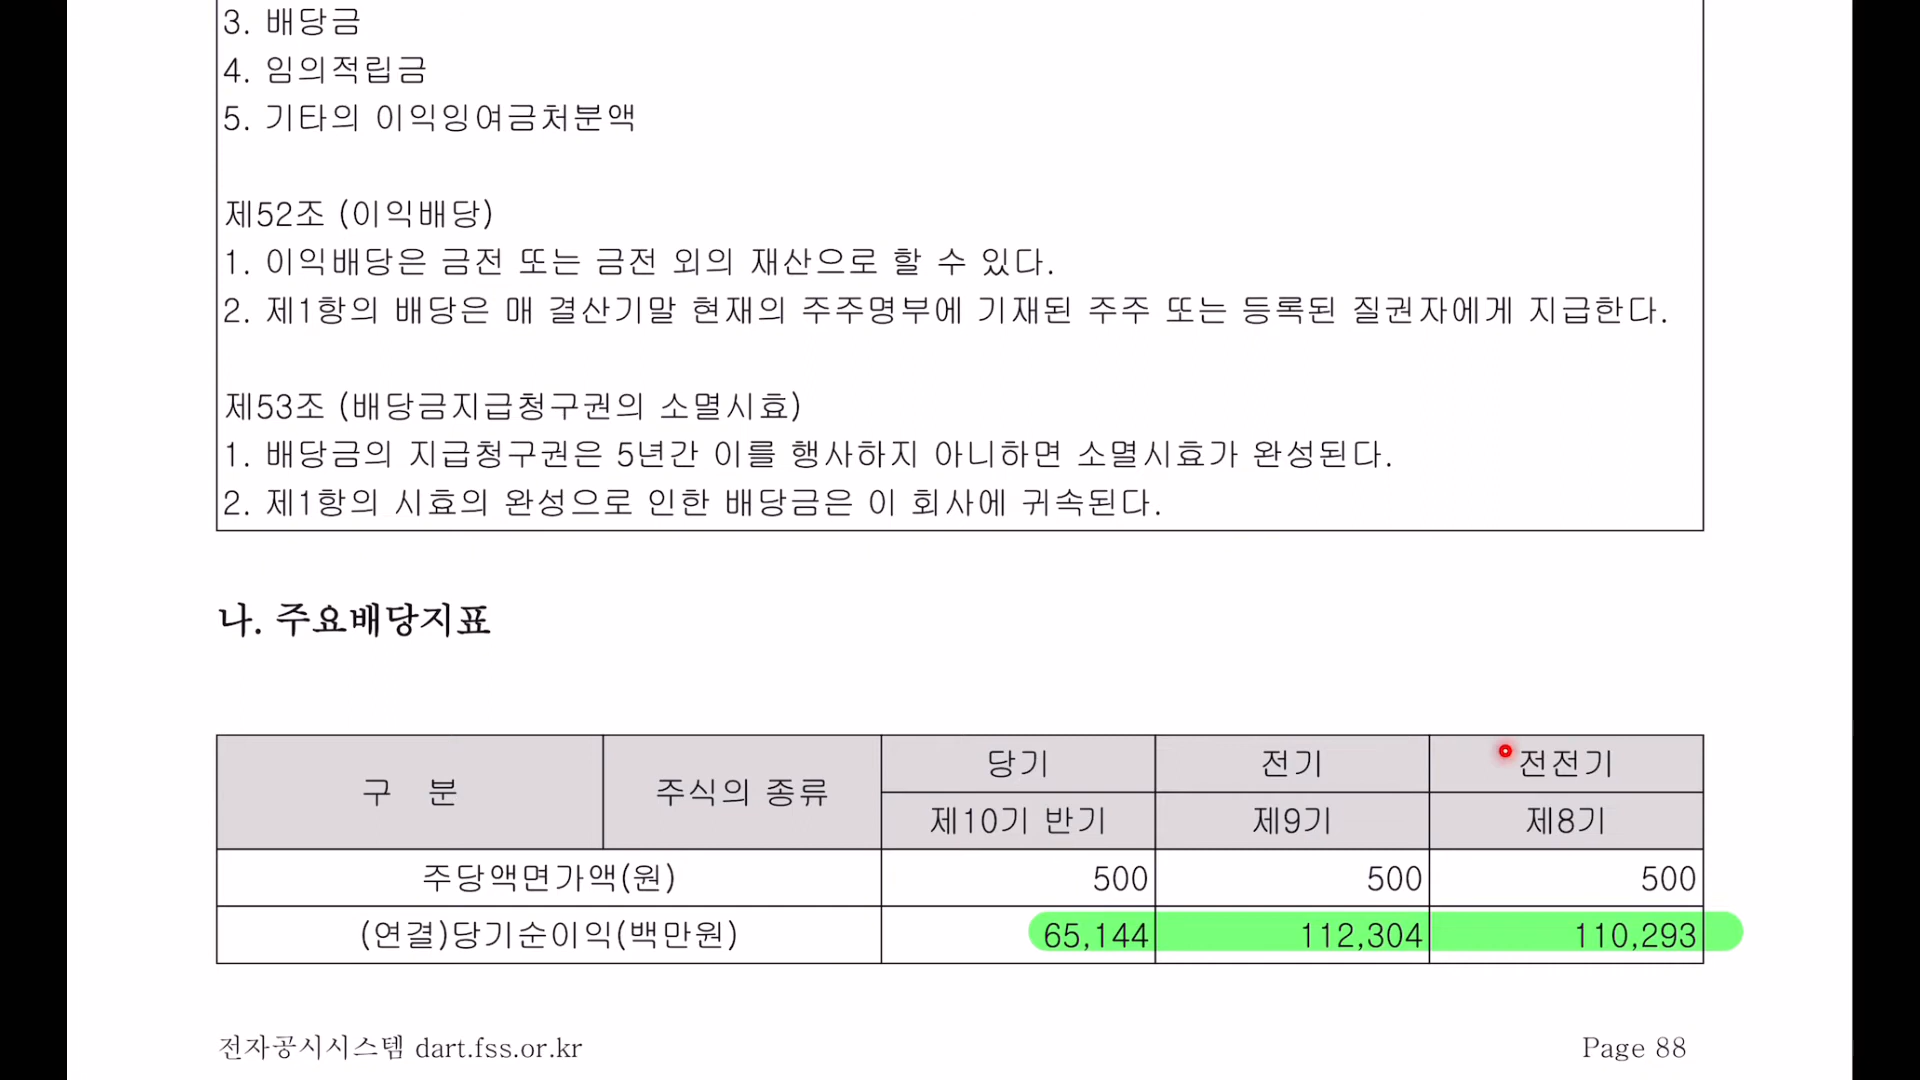 3. 배당금
4. 임의적립금
5. 기타의 이익잉여금처분액
제52조 (이익배당)
1. 이익배당은 금전 또는 금전 외의 재산으로 할 수 있다.
2. 제1항의 배당은 매 결산기말 현재의 주주명부에 기재된 주주 또는 등록된 질권자에게 지급한다.
제53조 (배당금지급청구권의 소멸시효)
1. 배당금의 지급청구권은 5년간 이를 행사하지 아니하면 소멸시효가 완성된다.
2. 제1항의 시효의 완성으로 인한 배당금은 이 회사에 귀속된다.
나. 주요배당지표
구 분 주식의 종류 당기 전기 전전기
제10기 반기 제9기 제8기
주당액면가액(원) 500 500 500
(연결)당기순이익(백만원) 65,144 112,304 110,293
전자공시시스템 dart.fss.or.kr Page 88